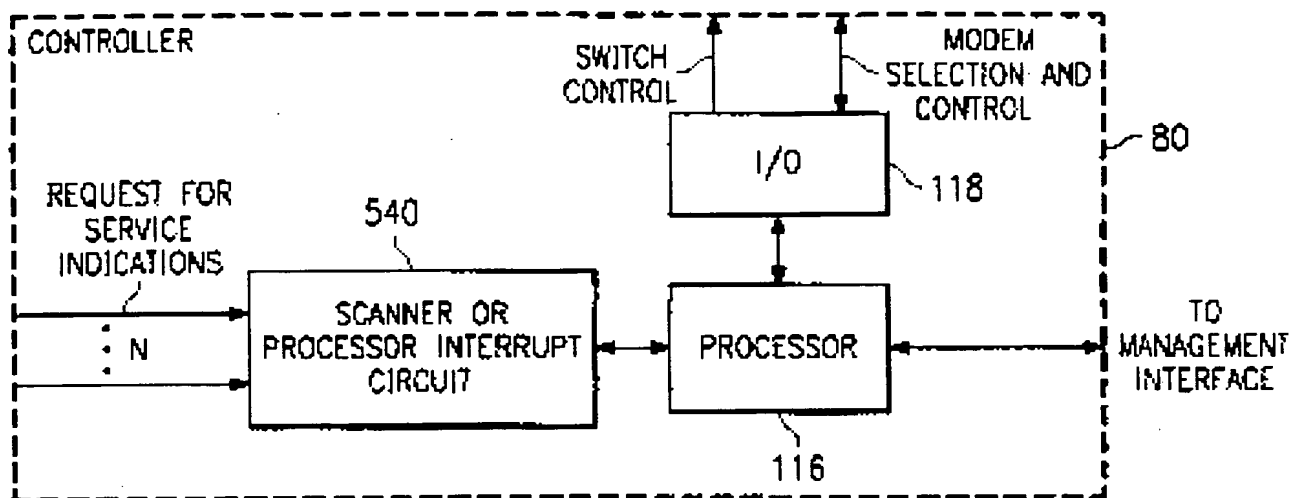 CONTROLLER
SWITCH
CONTROL
MODEM
SELECTION AND
CONTROL
80
I/O
118
REQUEST FOR
SERVICE
INDICATIONS
540
N
SCANNER OR
PROCESSOR INTERRUPT
CIRCUIT
PROCESSOR
116
TO
MANAGEMENT
INTERFACE